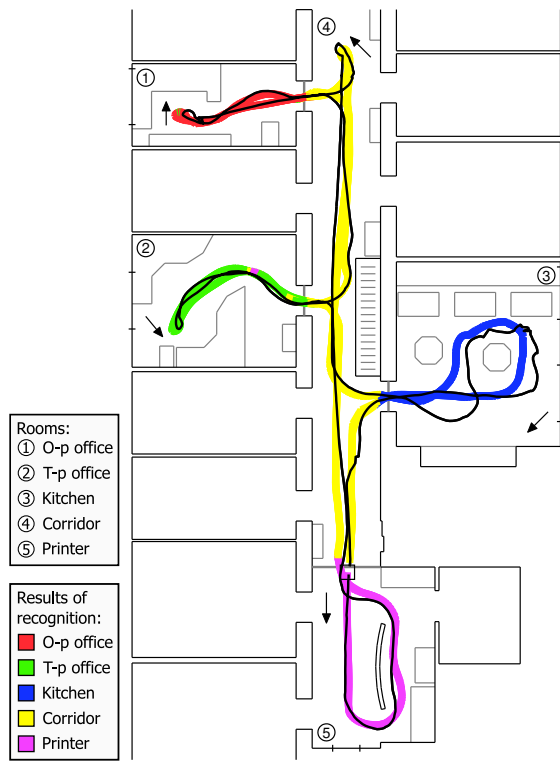 ④
①
②
③
Rooms:
① O-p office
② T-p office
③ Kitchen
④ Corridor
⑤ Printer
Results of
recognition:
O-p office
T-p office
Kitchen
Corridor
Printer
⑤